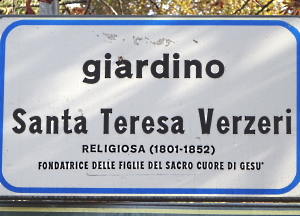 giardino
Santa Teresa Verzeri
RELIGIOSA (1801-1852)
FONDATRICE DELLE FIGLIE DEL SACRO CUORE DI GESU'